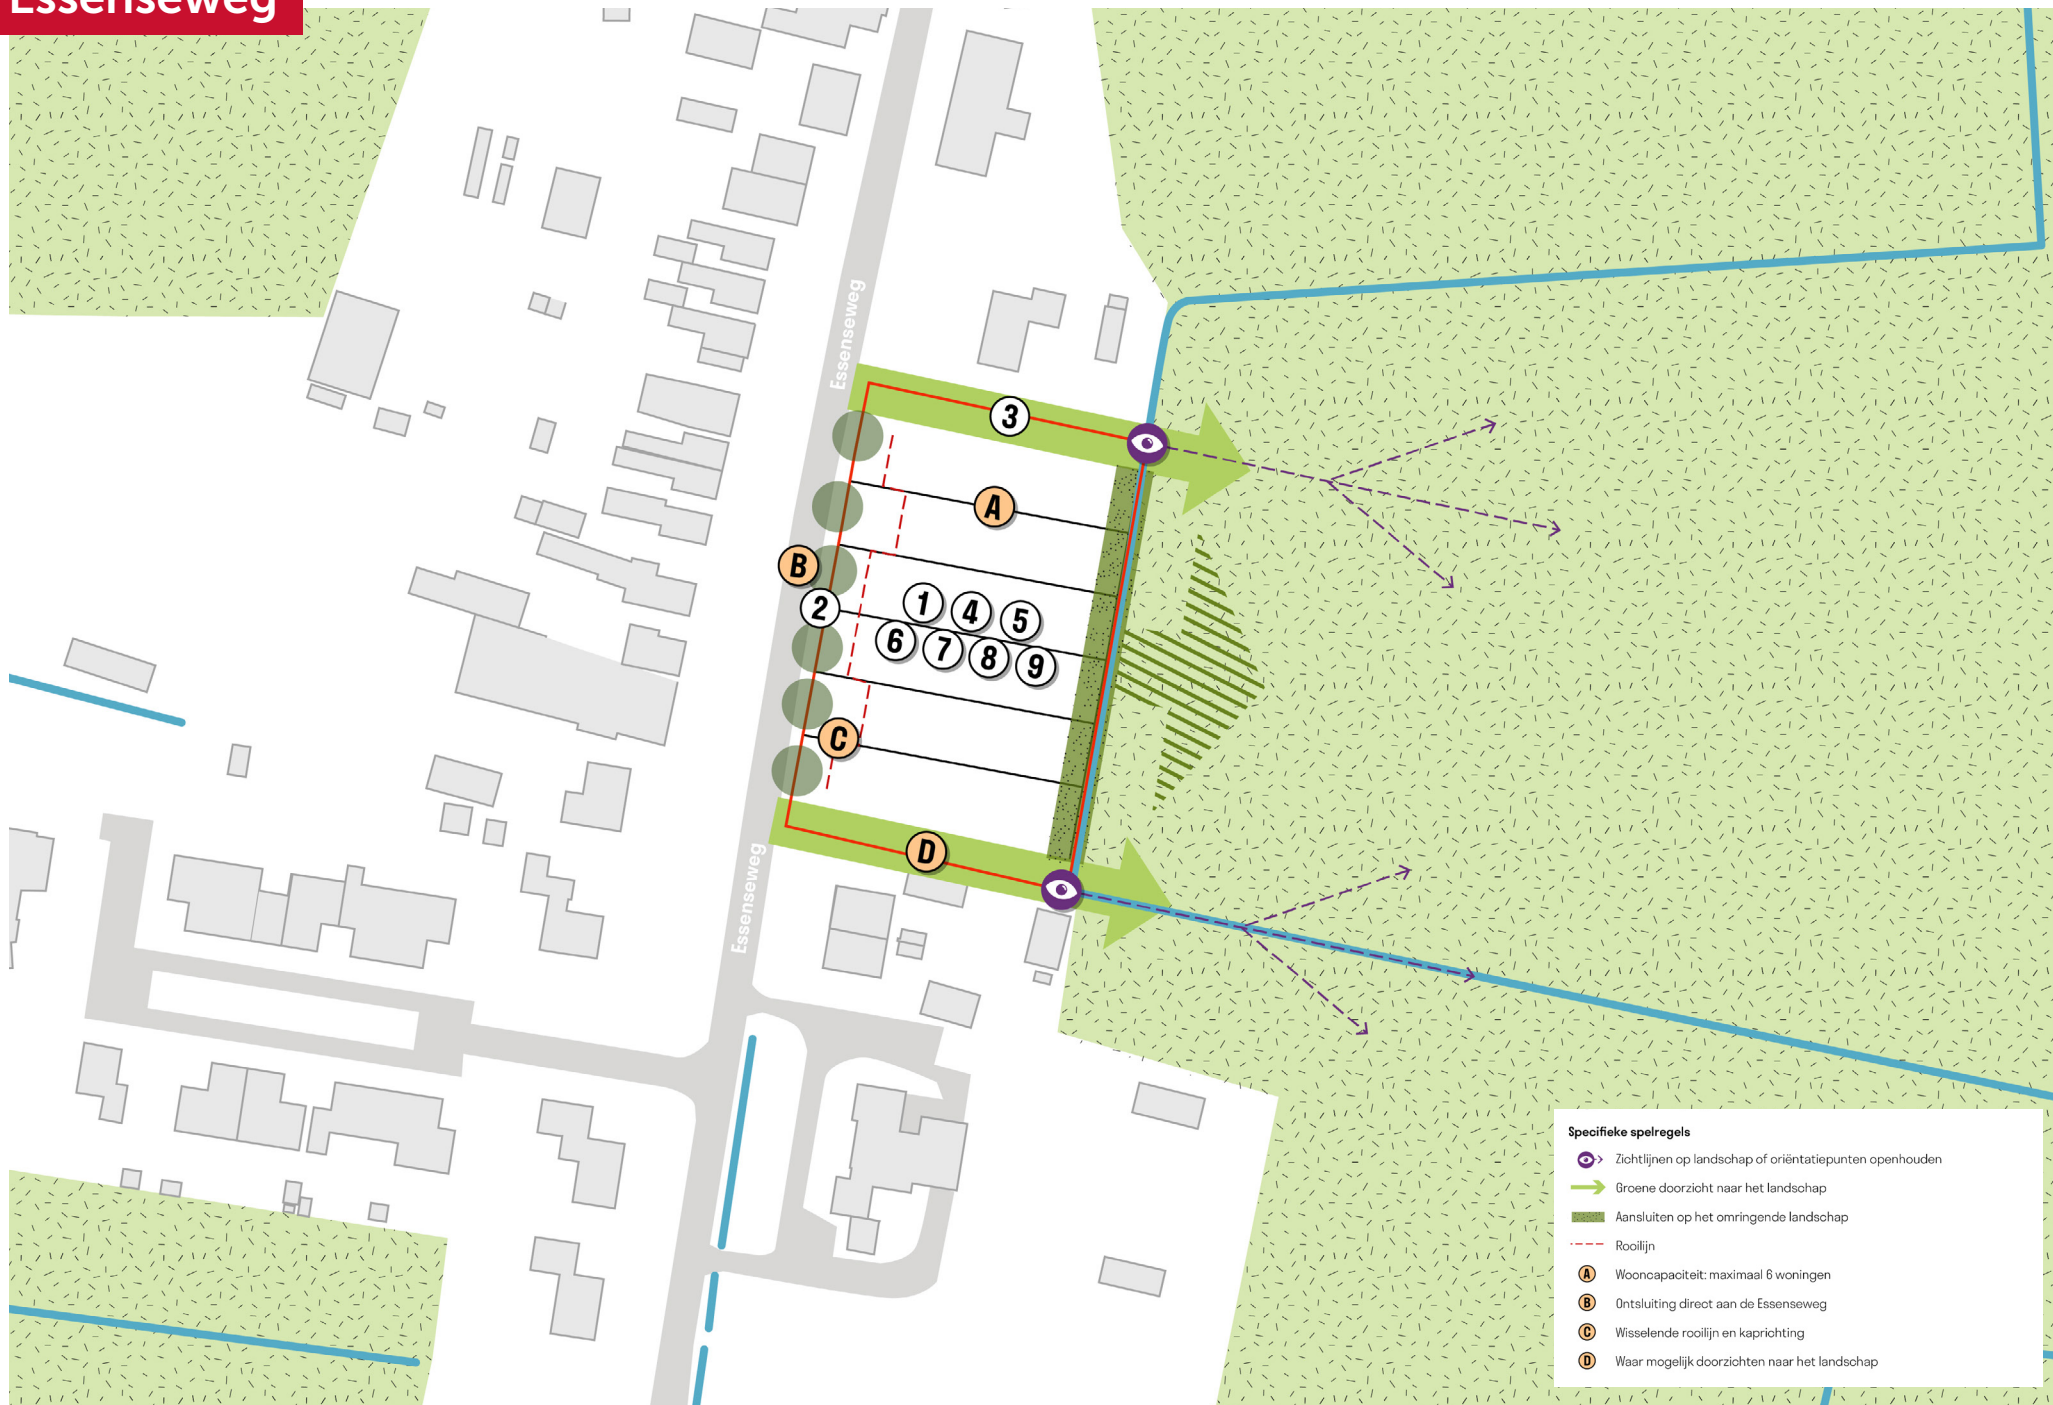 Essenseweg
Essenseweg
3
A
B
2
1 4 5
6 7 8 9
C
D
Essenseweg
Specifieke spelregels
Zichtlijnen op landschap of oriëntatiepunten openhouden
Groene doorzicht naar het landschap
Aansluiten op het omringende landschap
Rooilijn
A Wooncapaciteit: maximaal 6 woningen
B Ontsluiting direct aan de Essenseweg
C Wisselende rooilijn en kaprichting
D Waar mogelijk doorzichten naar het landschap